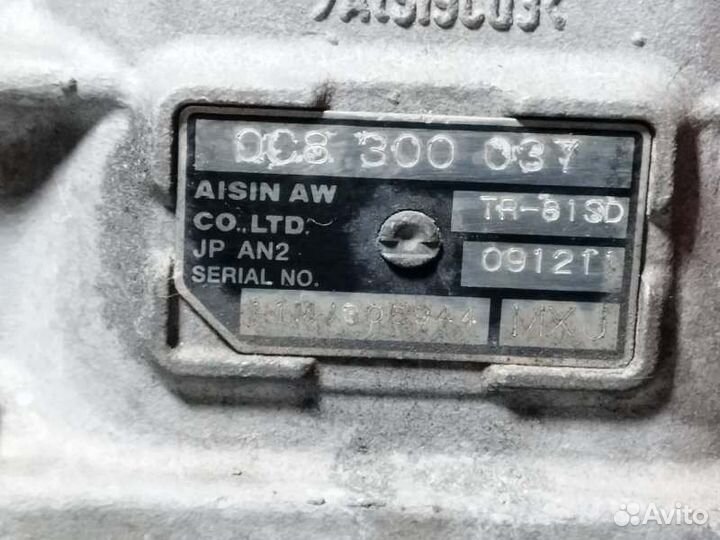 0C8 300 037
AISIN AW
CO.,LTD.
TR-81SD
JP AN2
091211
SERIAL NO.
MXJ
Avito